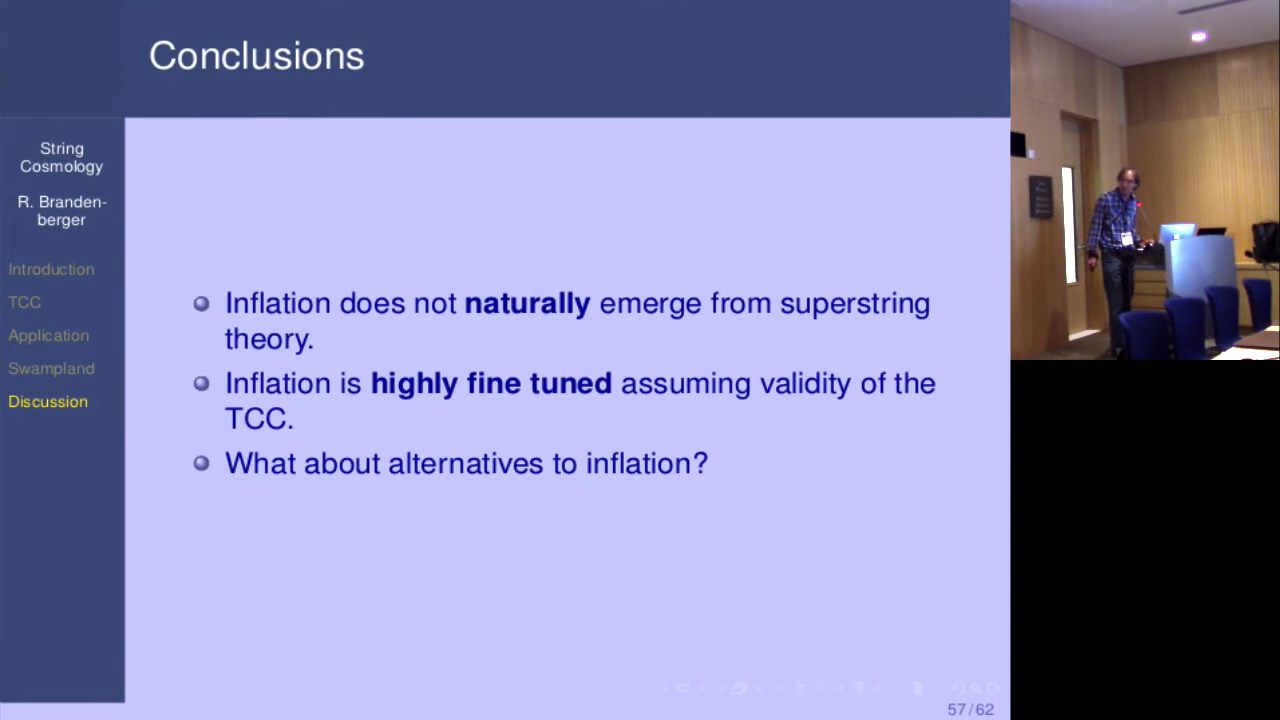 Conclusions
String
Cosmology
R. Branden-
berger
Introduction
TCC
Application
Swampland
Discussion
Inflation does not naturally emerge from superstring
theory.
Inflation is highly fine tuned assuming validity of the
TCC.
What about alternatives to inflation?
57/62